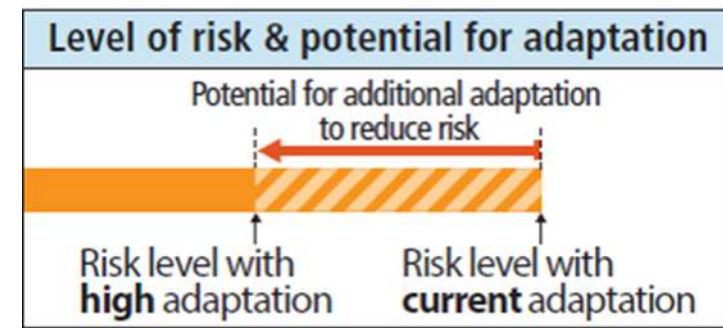 Level of risk & potential for adaptation
Potential for additional adaptation
to reduce risk
Risk level with
high adaptation
Risk level with
current adaptation